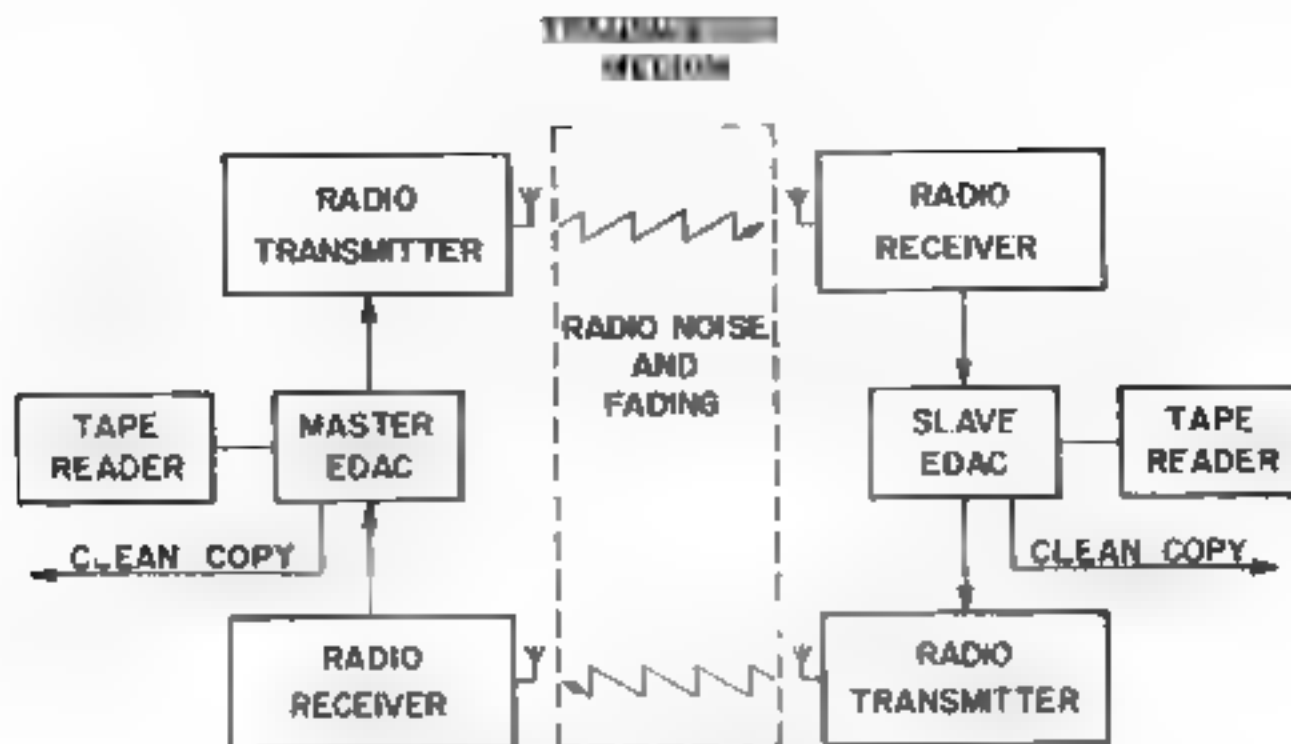 RADIO
TRANSMITTER
RADIO
RECEIVER
RADIO NOISE
AND
FADING
TAPE
READER
MASTER
EDAC
SLAVE
EDAC
TAPE
READER
CLEAN COPY
CLEAN COPY
RADIO
RECEIVER
RADIO
TRANSMITTER